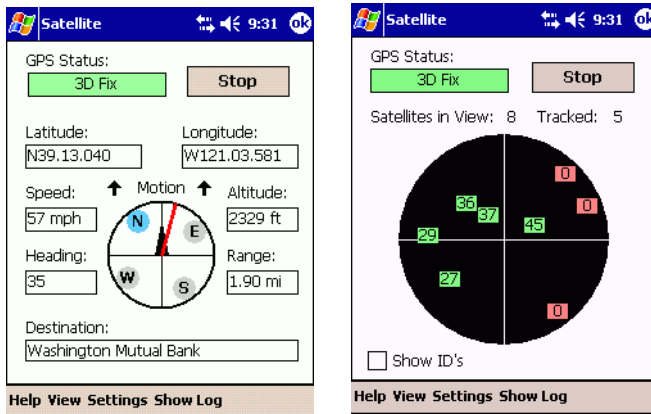 Satellite 9:31 ok
GPS Status:
3D Fix Stop
Latitude: Longitude:
N39.13.040 W121.03.581
Speed: Motion Altitude:
57 mph 2329 ft
N E
Heading: Range:
35 1.90 mi
W S
Destination:
Washington Mutual Bank
Help View Settings Show Log
Satellite 9:31 ok
GPS Status:
3D Fix Stop
Satellites in View: 8 Tracked: 5
0
36 0
37
45
29
27
0
Show ID's
Help View Settings Show Log